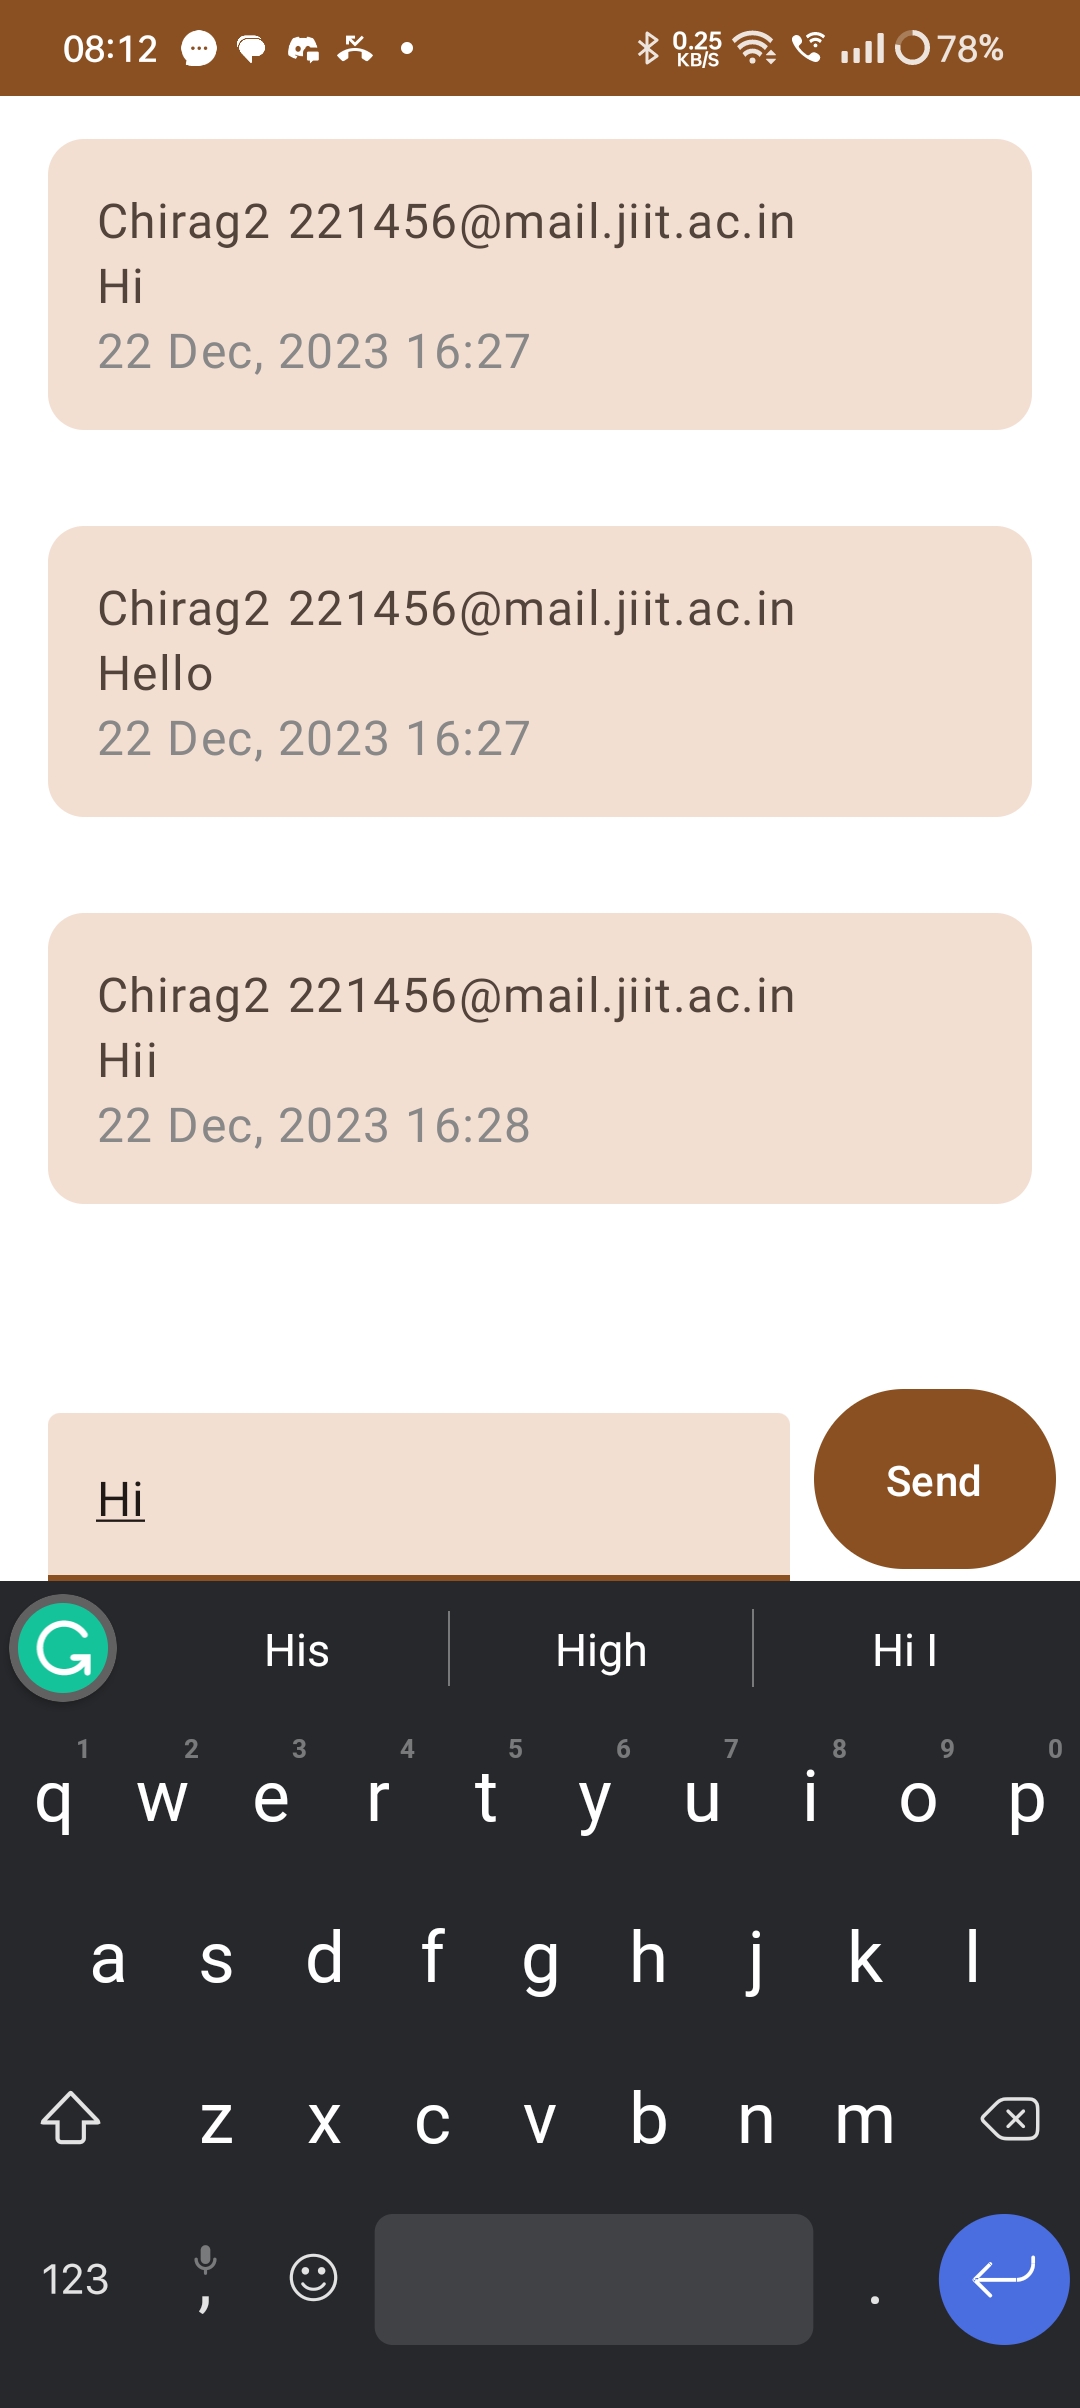 08:12 0.25 KB/S 78%
Chirag2 221456@mail.jiit.ac.in
Hi
22 Dec, 2023 16:27
Chirag2 221456@mail.jiit.ac.in
Hello
22 Dec, 2023 16:27
Chirag2 221456@mail.jiit.ac.in
Hii
22 Dec, 2023 16:28
Hi
Send
His High Hi I
1 2 3 4 5 6 7 8 9 0
q w e r t y u i o p
a s d f g h j k l
z x c v b n m
123 , .